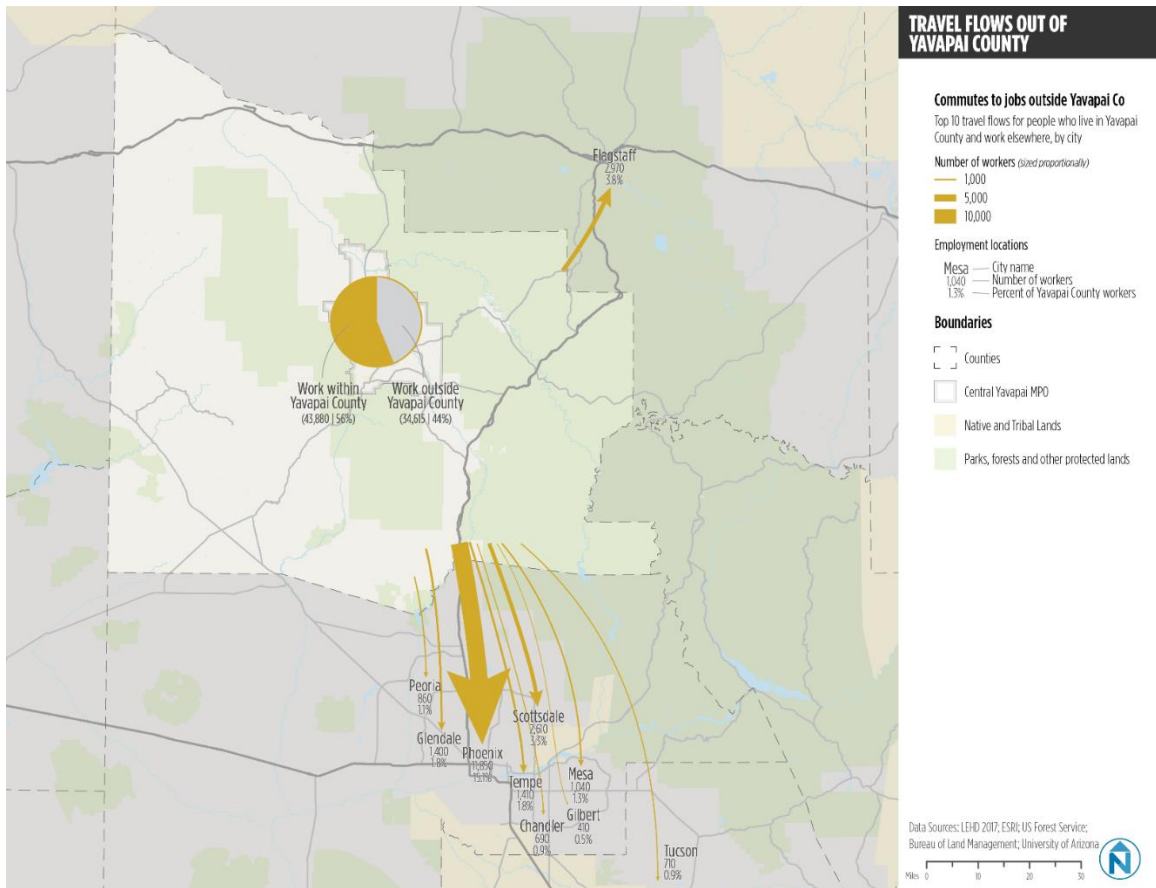 TRAVEL FLOWS OUT OF
YAVAPAI COUNTY
Commutes to jobs outside Yavapai Co
Top 10 travel flows for people who live in Yavapai
County and work elsewhere, by city
Number of workers (sized proportionally)
1,000
5,000
10,000
Employment locations
Mesa
1,040
1.3%
City name
Number of workers
Percent of Yavapai County workers
Boundaries
Counties
Central Yavapai MPO
Native and Tribal Lands
Parks, forests and other protected lands
Flagstaff
2,970
3.8%
Work within
Yavapai County
(43,880 | 56%)
Work outside
Yavapai County
(34,615 | 44%)
Peoria
860
1.1%
Glendale
1,400
1.8%
Phoenix
11,850
15.1%
Scottsdale
2,610
3.3%
Tempe
1,410
1.8%
Mesa
1,040
1.3%
Chandler
690
0.9%
Gilbert
410
0.5%
Tucson
710
0.9%
Data Sources: LEHD 2017; ESRI; US Forest Service;
Bureau of Land Management; University of Arizona
Miles 0 10 20 30
N